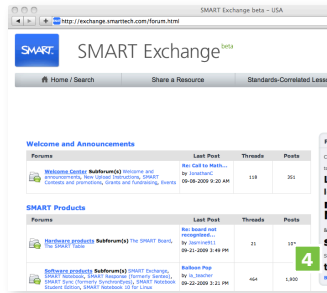 SMART Exchange beta – USA
http://exchange.smarttech.com/forum.html
SMART SMART Exchange beta
Home / Search Share a Resource Standards-Correlated Less
Welcome and Announcements
Forums Last Post Threads Posts
Welcome Center Subforum(s) Welcome and
announcements, New Upload Instructions, SMART
Contests and promotions, Grants and fundraising, Events
Re: Call to Math...
by JonathanC
09-08-2009 9:20 AM
118 351
SMART Products
Forums Last Post Threads Posts
Hardware products Subforum(s) The SMART Board,
The SMART Table
Re: board not
recognized...
by Jasmine911
09-21-2009 3:49 PM
21
Software products Subforum(s) SMART Exchange,
SMART Notebook, SMART Response (formerly Senteo),
SMART Sync (formerly SynchronEyes), SMART Notebook
Student Edition, SMART Notebook 10 for Linux
Balloon Pop
by ia_teacher
09-22-2009 3:21 PM
464 1,900
4